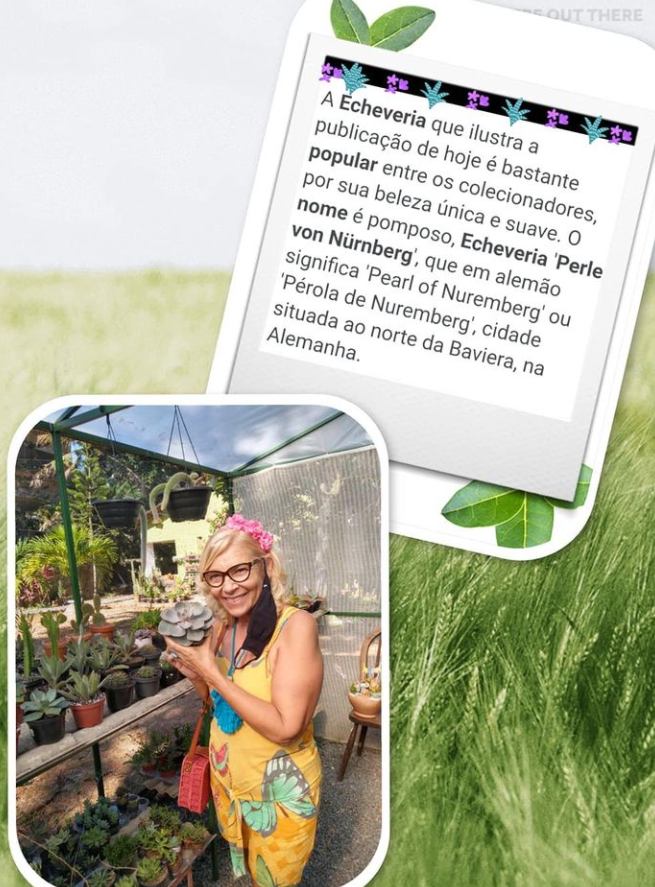 OUT THERE
A Echeveria que ilustra a
publicação de hoje é bastante
popular entre os colecionadores,
por sua beleza única e suave. O
nome é pomposo, Echeveria 'Perle
von Nürnberg', que em alemão
significa 'Pearl of Nuremberg' ou
'Pérola de Nuremberg', cidade
situada ao norte da Baviera, na
Alemanha.